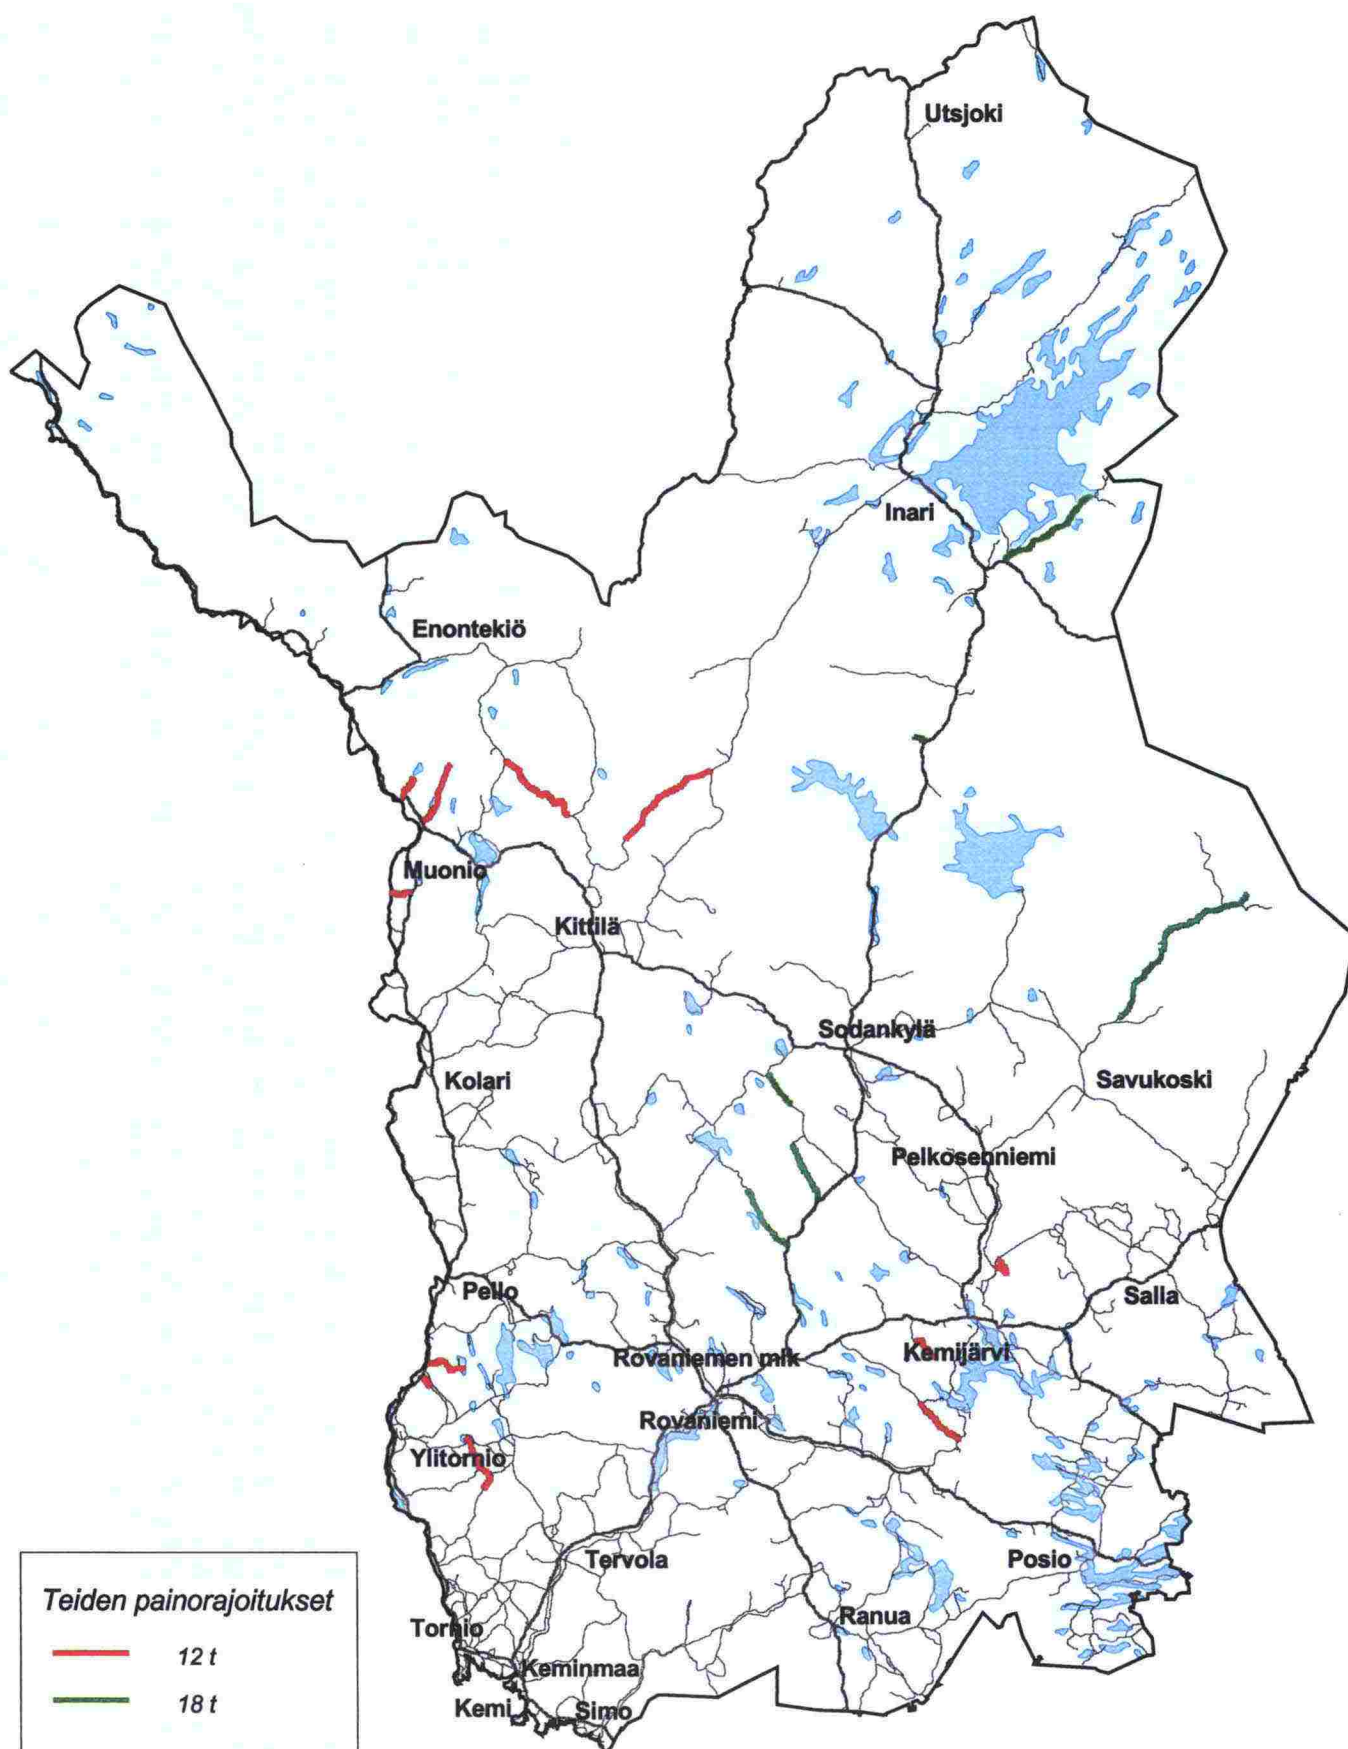 Utsjoki
Inari
Enontekiö
Muonio
Kittilä
Sodankylä
Kolari
Savukoski
Pelkosenniemi
Pello
Salla
Rovaniemen mlk
Kemijärvi
Rovaniemi
Ylitornio
Tervola
Posio
Ranua
Tornio
Keminmaa
Kemi
Simo
Teiden painorajoitukset
12 t
18 t